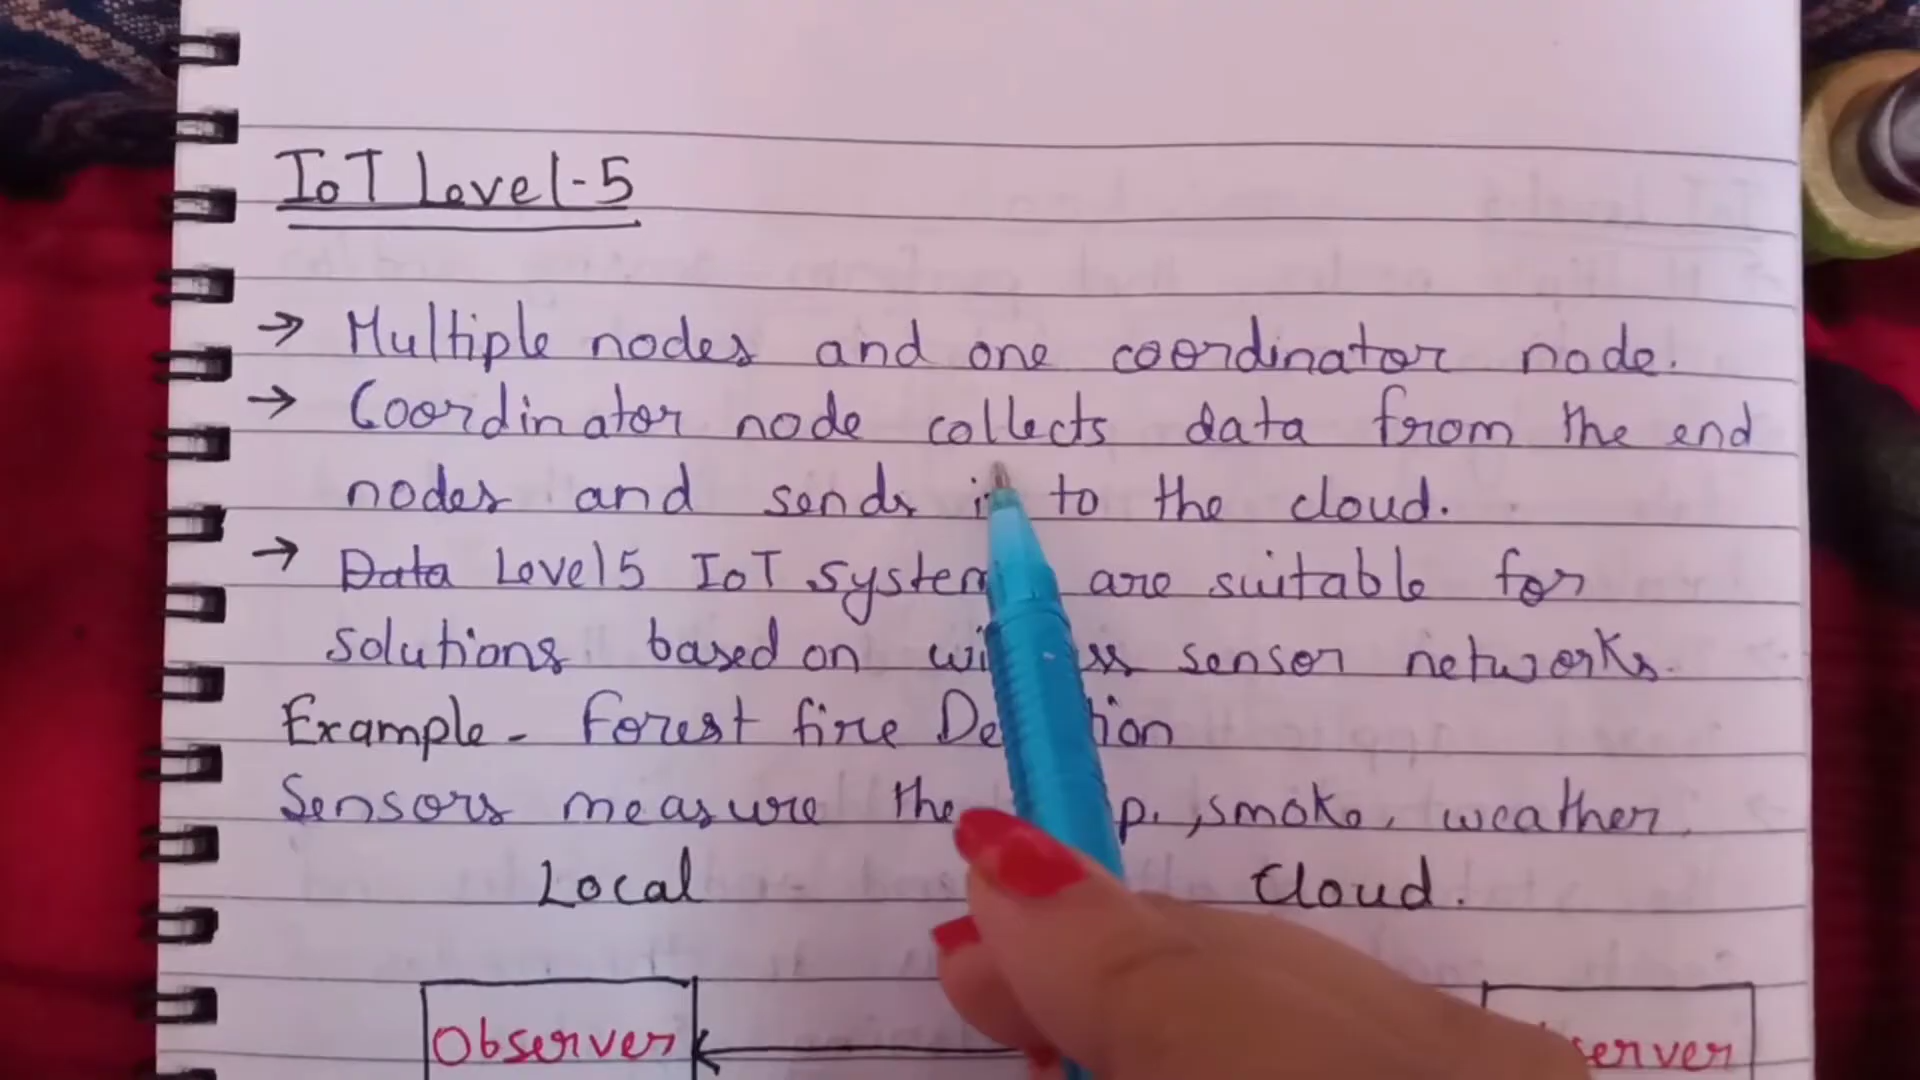 IoT Level-5
→ Multiple nodes and one coordinator node.
→ Coordinator node collects data from the end
nodes and sends to the cloud.
→ Data Level 5 IoT System are suitable for
solutions based on sensor networks.
Example - Forest fire
Sensors measure the , smoke, weather,
Local Cloud.
Observer